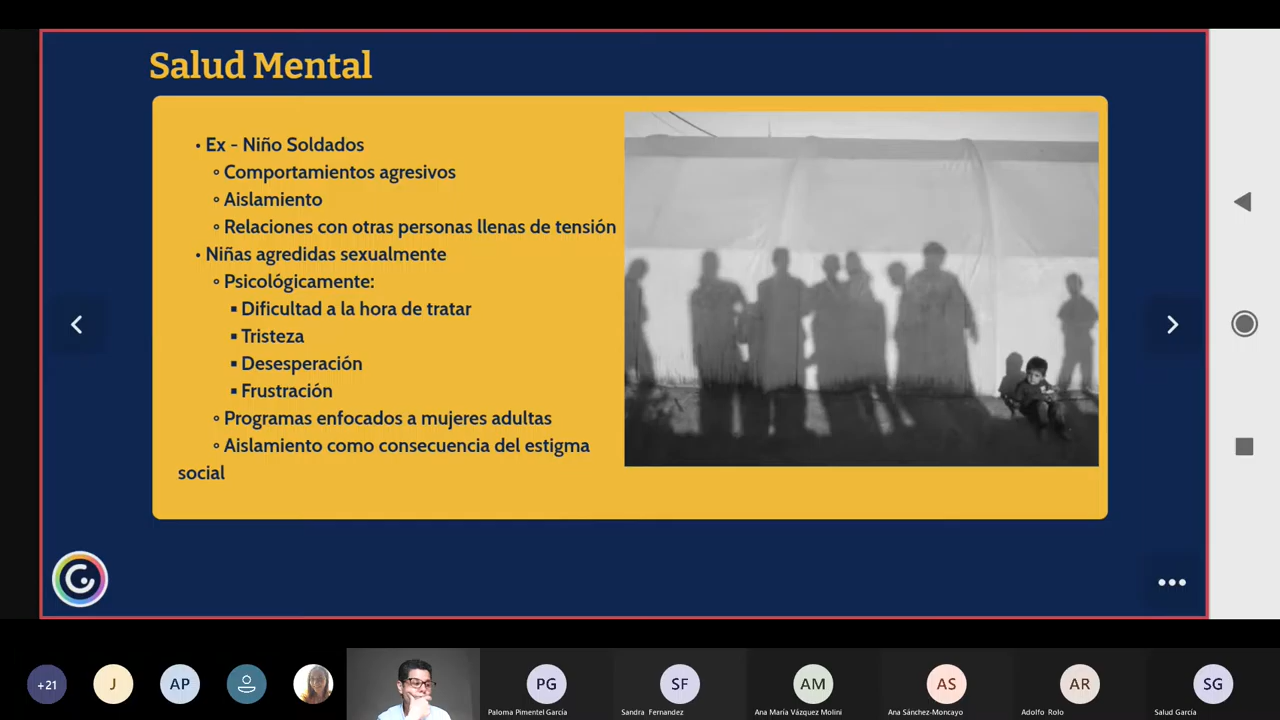 Salud Mental
• Ex - Niño Soldados
◦ Comportamientos agresivos
◦ Aislamiento
◦ Relaciones con otras personas llenas de tensión
• Niñas agredidas sexualmente
◦ Psicológicamente:
▪ Dificultad a la hora de tratar
▪ Tristeza
▪ Desesperación
▪ Frustración
◦ Programas enfocados a mujeres adultas
◦ Aislamiento como consecuencia del estigma
social
+21
J
AP
PG
SF
AM
AS
AR
SG
Paloma Pimentel Garcia
Sandra Fernandez
Ana María Vázquez Molini
Ana Sánchez-Moncayo
Adolfo Rolo
Salud García